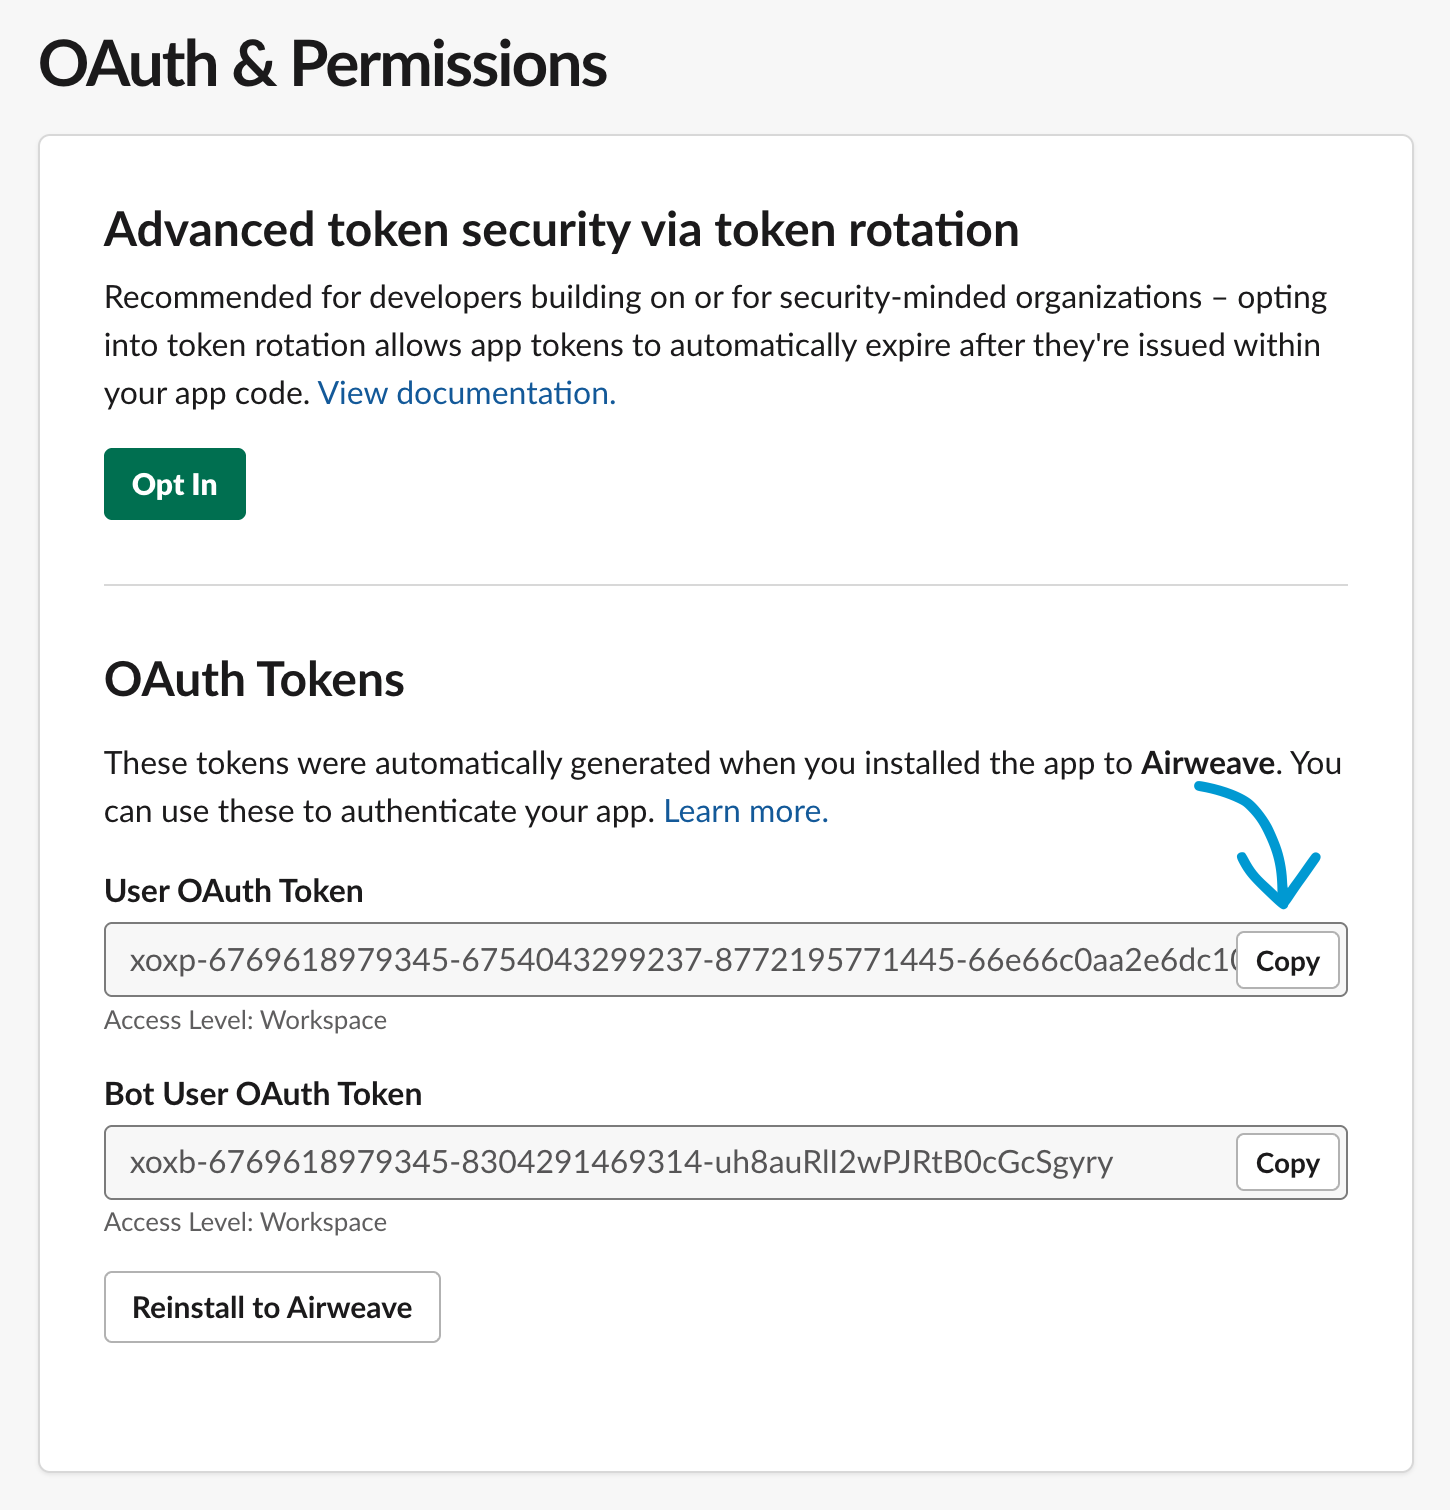 OAuth & Permissions
Advanced token security via token rotation
Recommended for developers building on or for security-minded organizations – opting
into token rotation allows app tokens to automatically expire after they're issued within
your app code. View documentation.
Opt In
OAuth Tokens
These tokens were automatically generated when you installed the app to Airweave. You
can use these to authenticate your app. Learn more.
User OAuth Token
xoxp-6769618979345-6754043299237-8772195771445-66e66c0aa2e6dc1 Copy
Access Level: Workspace
Bot User OAuth Token
xoxb-6769618979345-8304291469314-uh8auRlI2wPJRtB0cGcSgyry Copy
Access Level: Workspace
Reinstall to Airweave